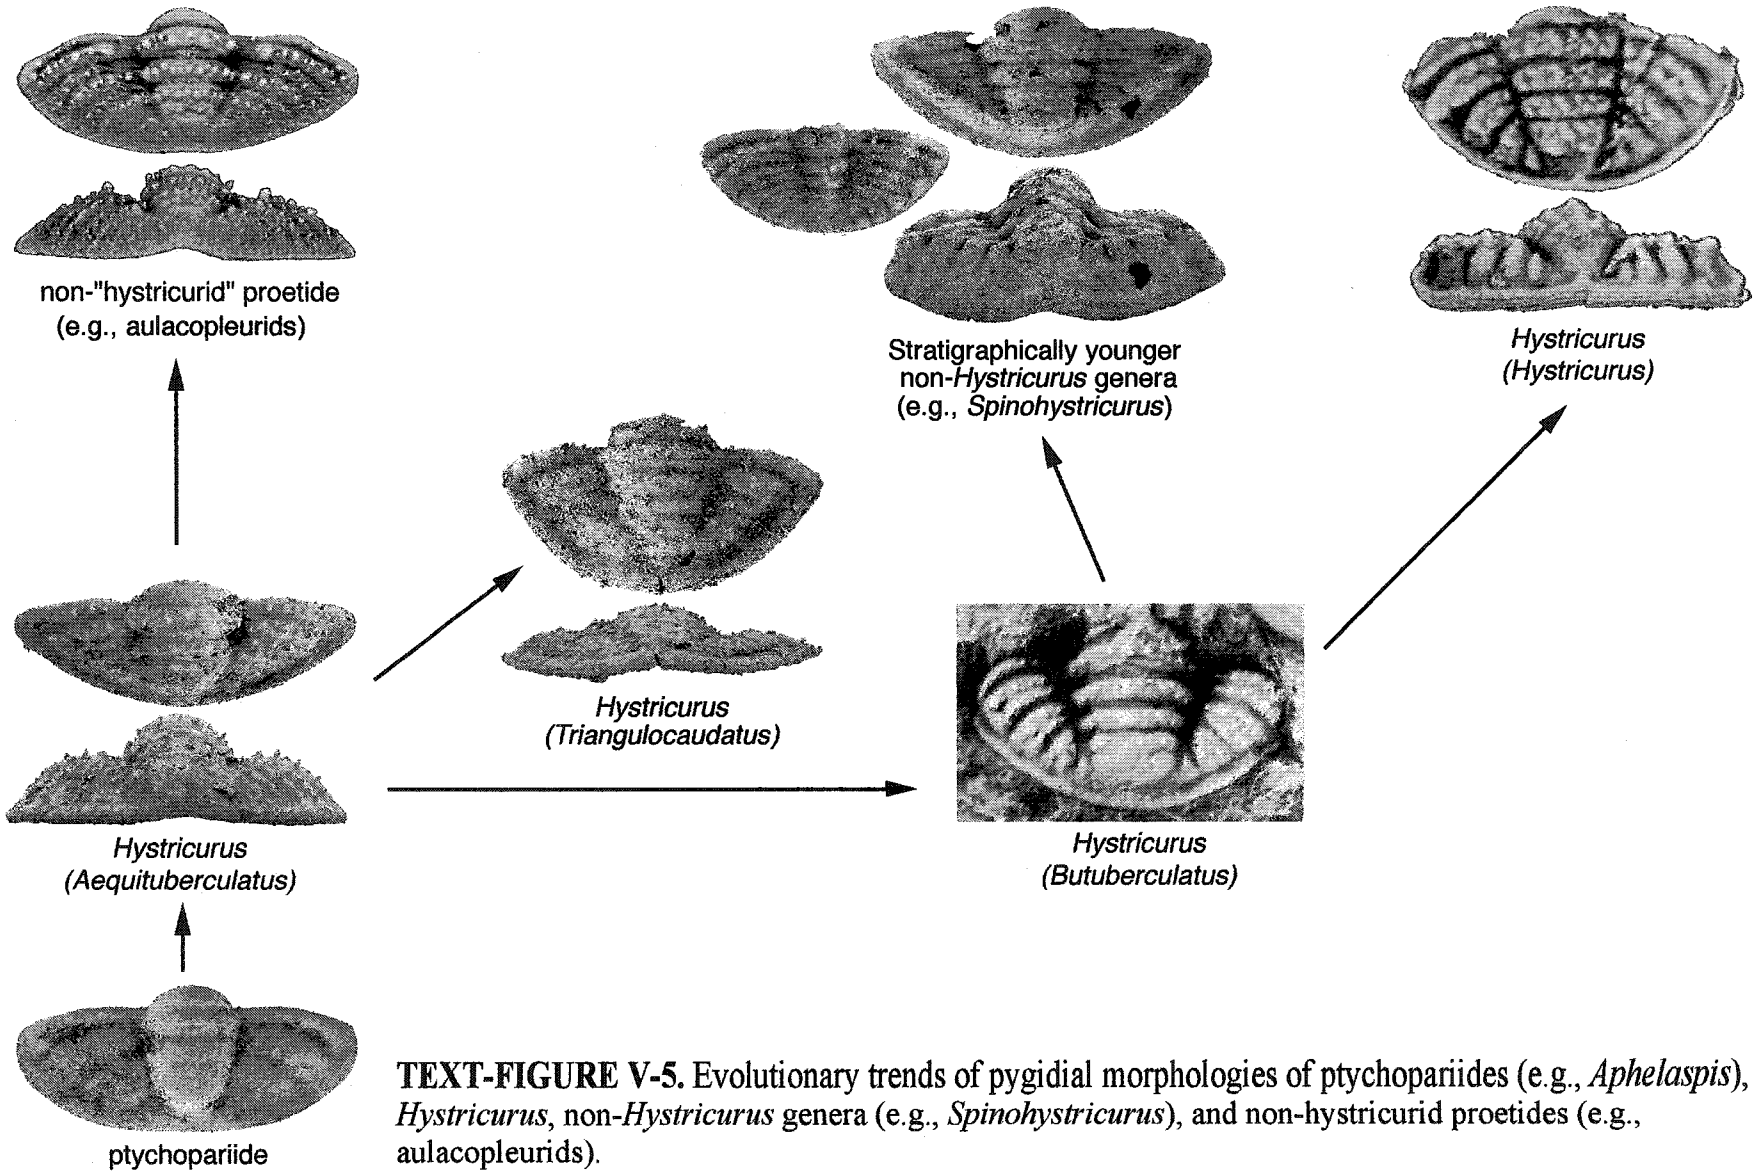 non-"hystricurid" proetide
(e.g., aulacopleurids)
Stratigraphically younger
non-Hystricurus genera
(e.g., Spinohystricurus)
Hystricurus
(Hystricurus)
Hystricurus
(Triangulocaudatus)
Hystricurus
(Aequituberculatus)
Hystricurus
(Butuberculatus)
ptychopariide
TEXT-FIGURE V-5. Evolutionary trends of pygidial morphologies of ptychopariides (e.g., Aphelaspis),
Hystricurus, non-Hystricurus genera (e.g., Spinohystricurus), and non-hystricurid proetides (e.g.,
aulacopleurids).